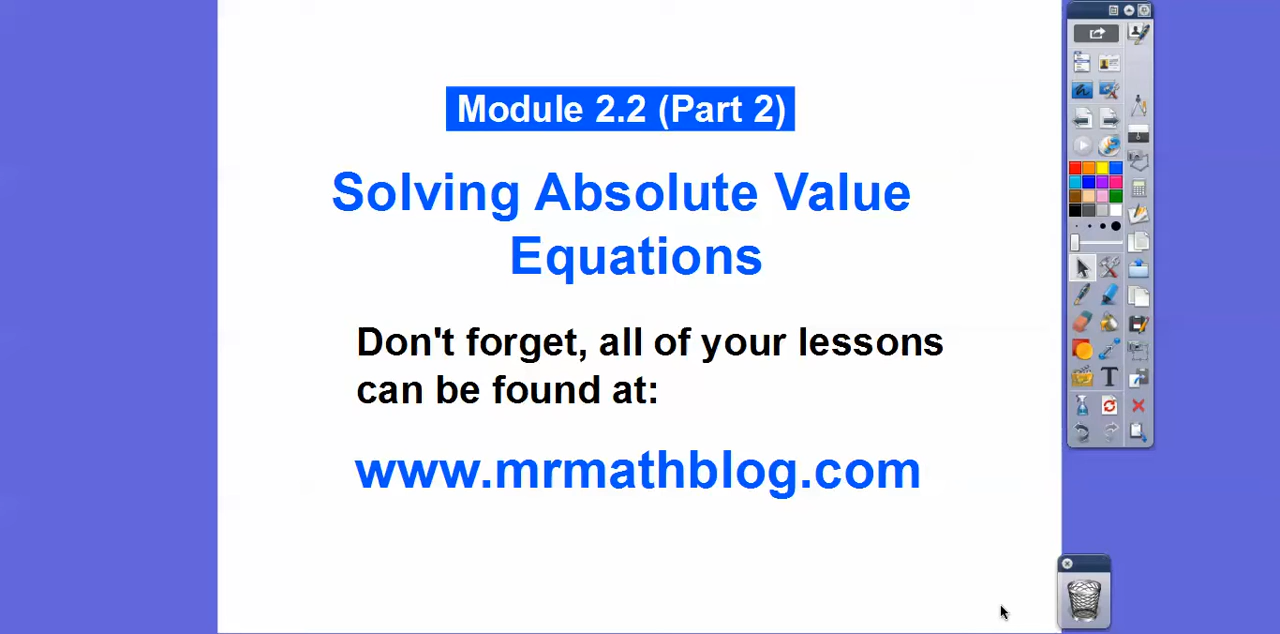 Module 2.2 (Part 2)
Solving Absolute Value
Equations
Don't forget, all of your lessons
can be found at:
www.mrmathblog.com